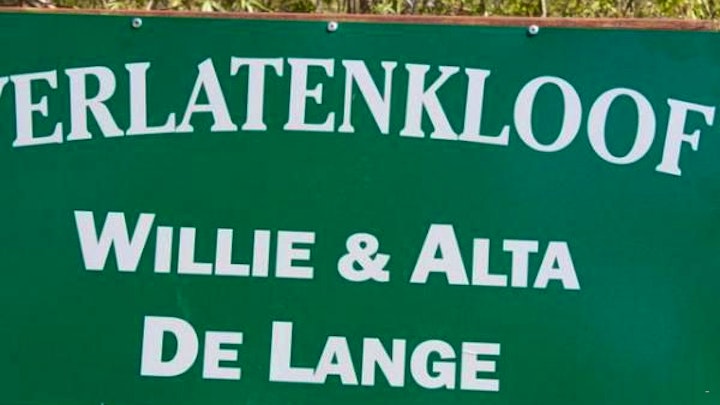 VERLATENKLOOF
WILLIE & ALTA
DE LANGE